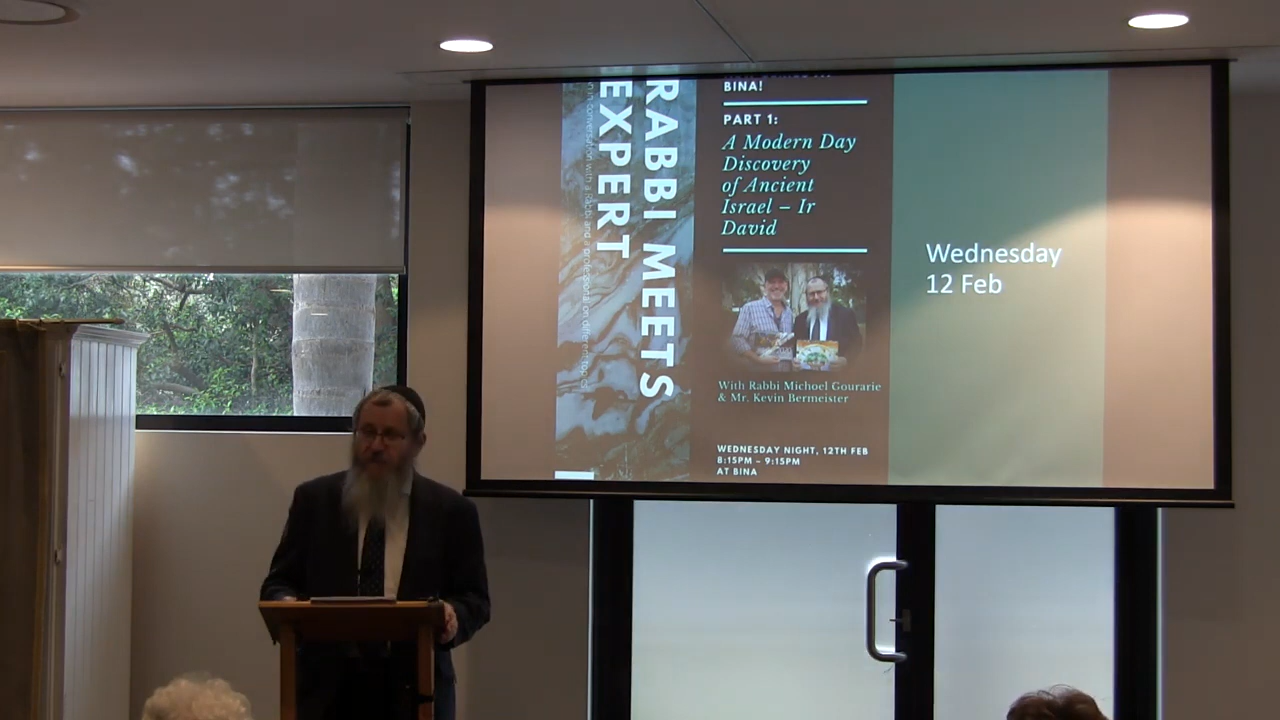 RABBI MEETS
EXPERT
BINA!
PART 1:
A Modern Day
Discovery
of Ancient
Israel – Ir
David
With Rabbi Michoel Gourarie
& Mr. Kevin Bermeister
WEDNESDAY NIGHT, 12TH FEB
8:15PM – 9:15PM
AT BINA
Wednesday
12 Feb